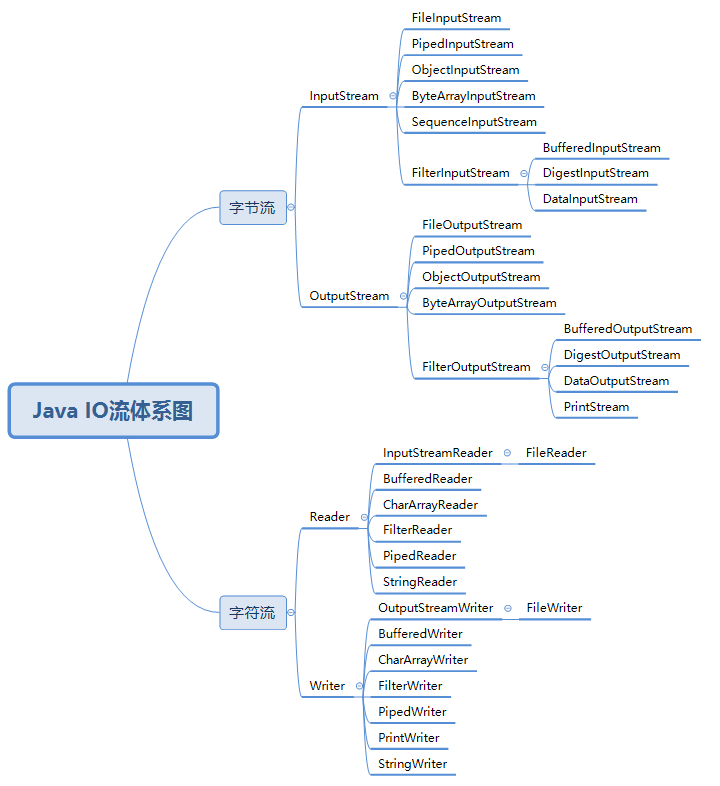 Java IO流体系图
字节流
InputStream
FileInputStream
PipedInputStream
ObjectInputStream
ByteArrayInputStream
SequenceInputStream
FilterInputStream
BufferedInputStream
DigestInputStream
DataInputStream
OutputStream
FileOutputStream
PipedOutputStream
ObjectOutputStream
ByteArrayOutputStream
FilterOutputStream
BufferedOutputStream
DigestOutputStream
DataOutputStream
PrintStream
字符流
Reader
InputStreamReader
FileReader
BufferedReader
CharArrayReader
FilterReader
PipedReader
StringReader
Writer
OutputStreamWriter
FileWriter
BufferedWriter
CharArrayWriter
FilterWriter
PipedWriter
PrintWriter
StringWriter